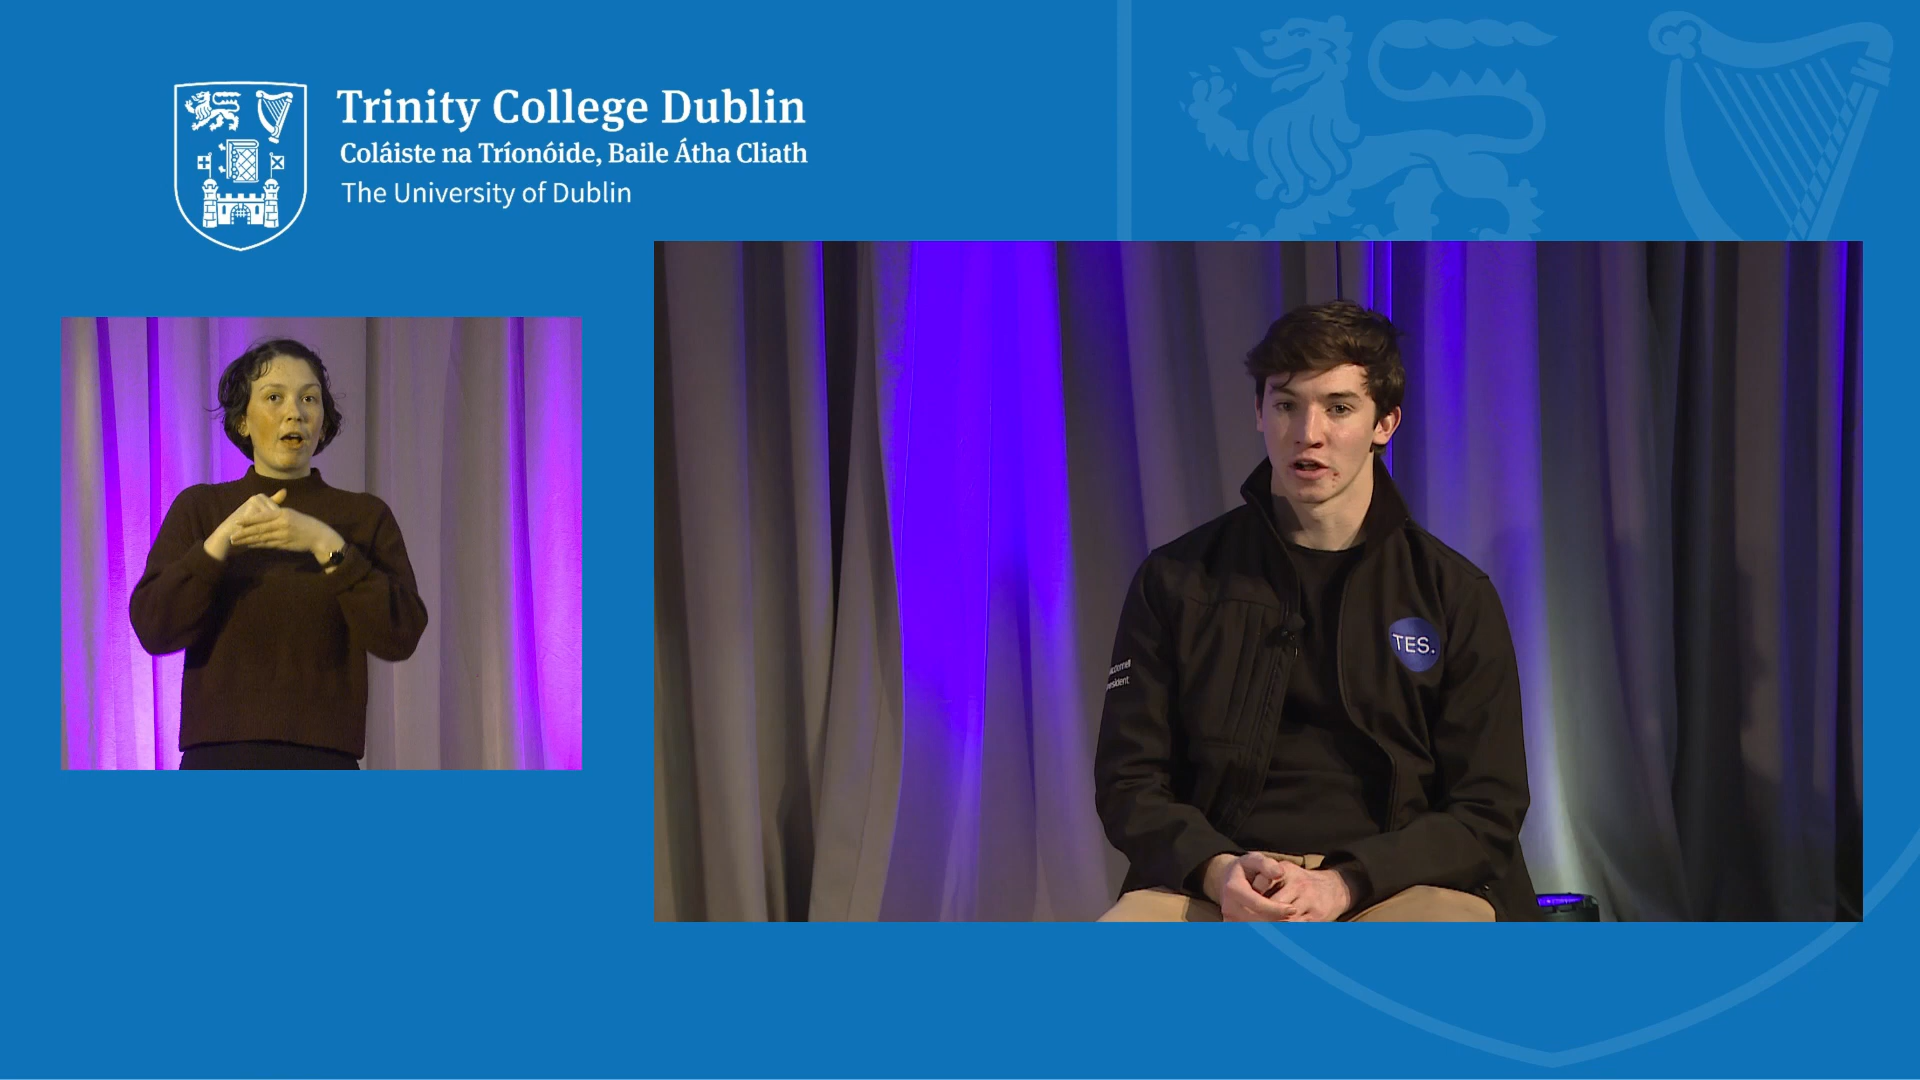 Trinity College Dublin
Coláiste na Tríonóide, Baile Átha Cliath
The University of Dublin
TES.